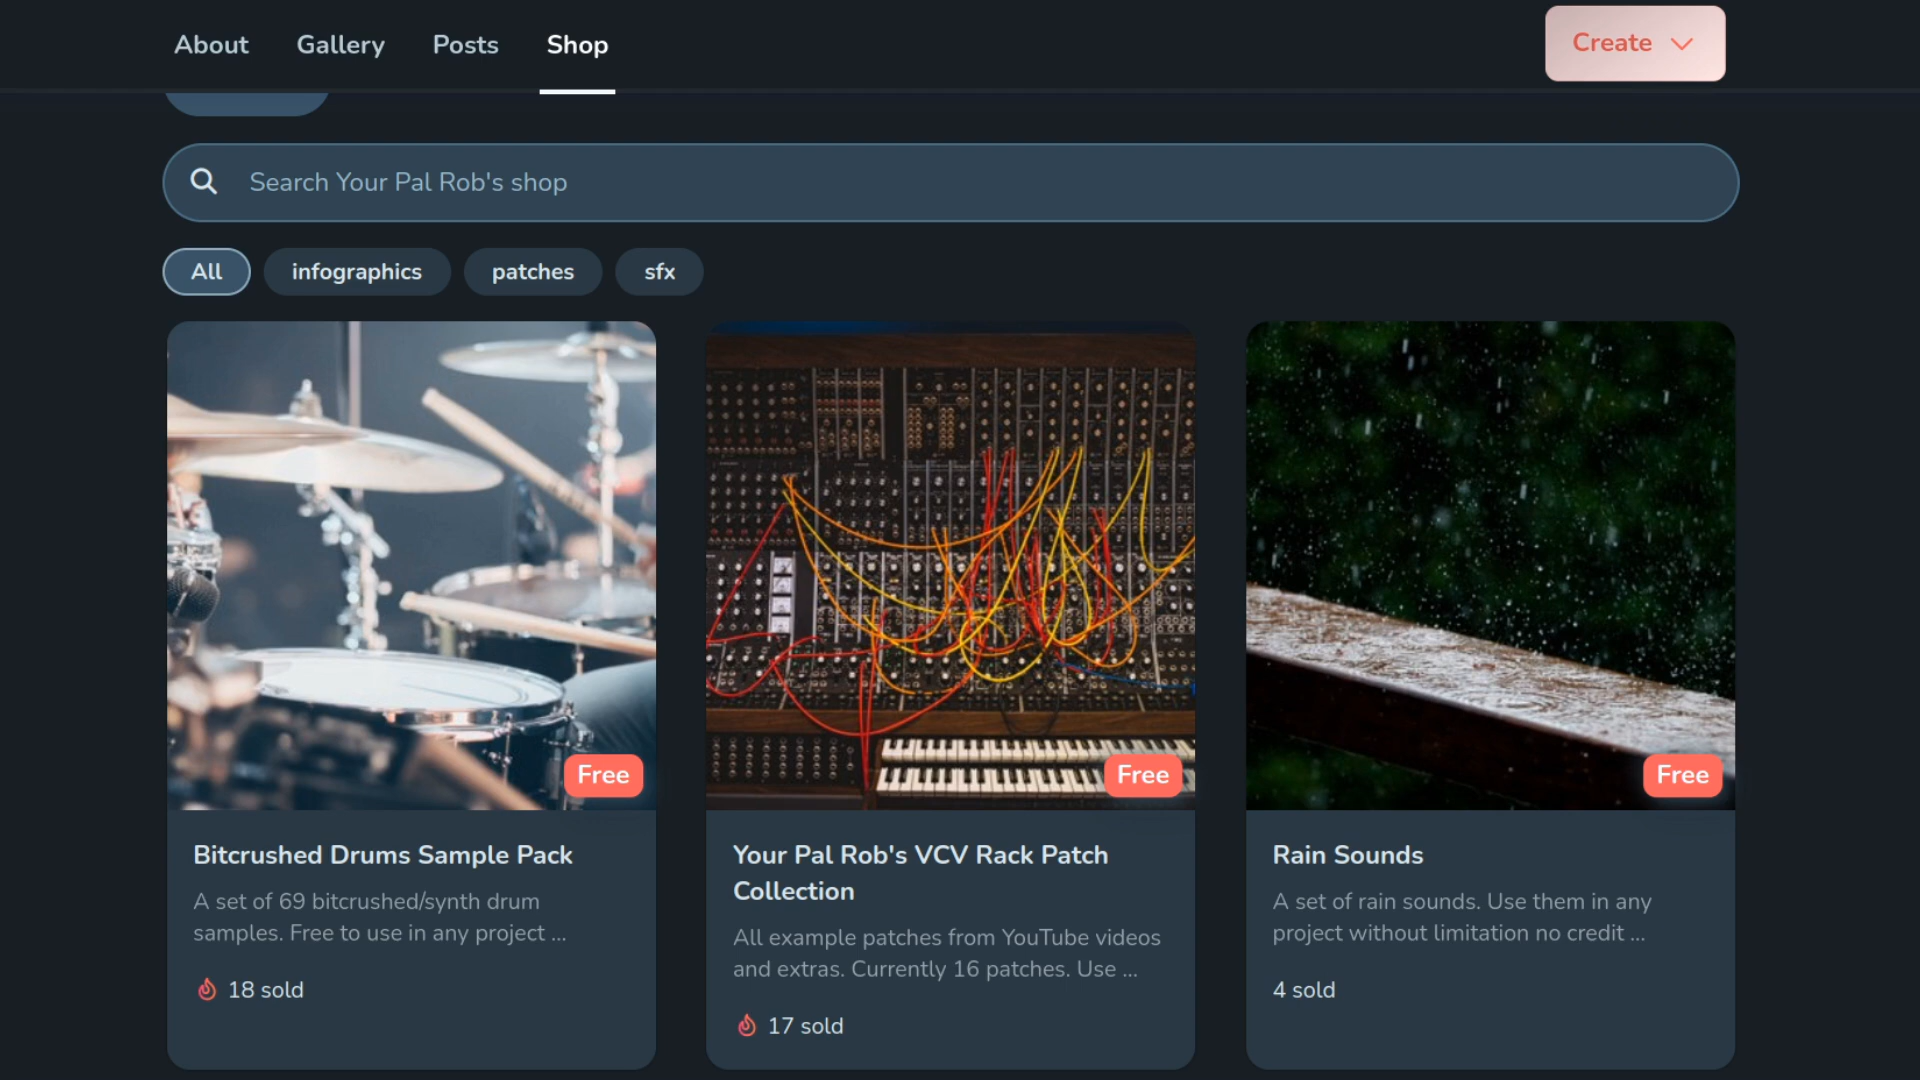 About
Gallery
Posts
Shop
Create
Search Your Pal Rob's shop
All
infographics
patches
sfx
Free
Free
Free
Bitcrushed Drums Sample Pack
A set of 69 bitcrushed/synth drum
samples. Free to use in any project ...
18 sold
Your Pal Rob's VCV Rack Patch
Collection
All example patches from YouTube videos
and extras. Currently 16 patches. Use ...
17 sold
Rain Sounds
A set of rain sounds. Use them in any
project without limitation no credit ...
4 sold